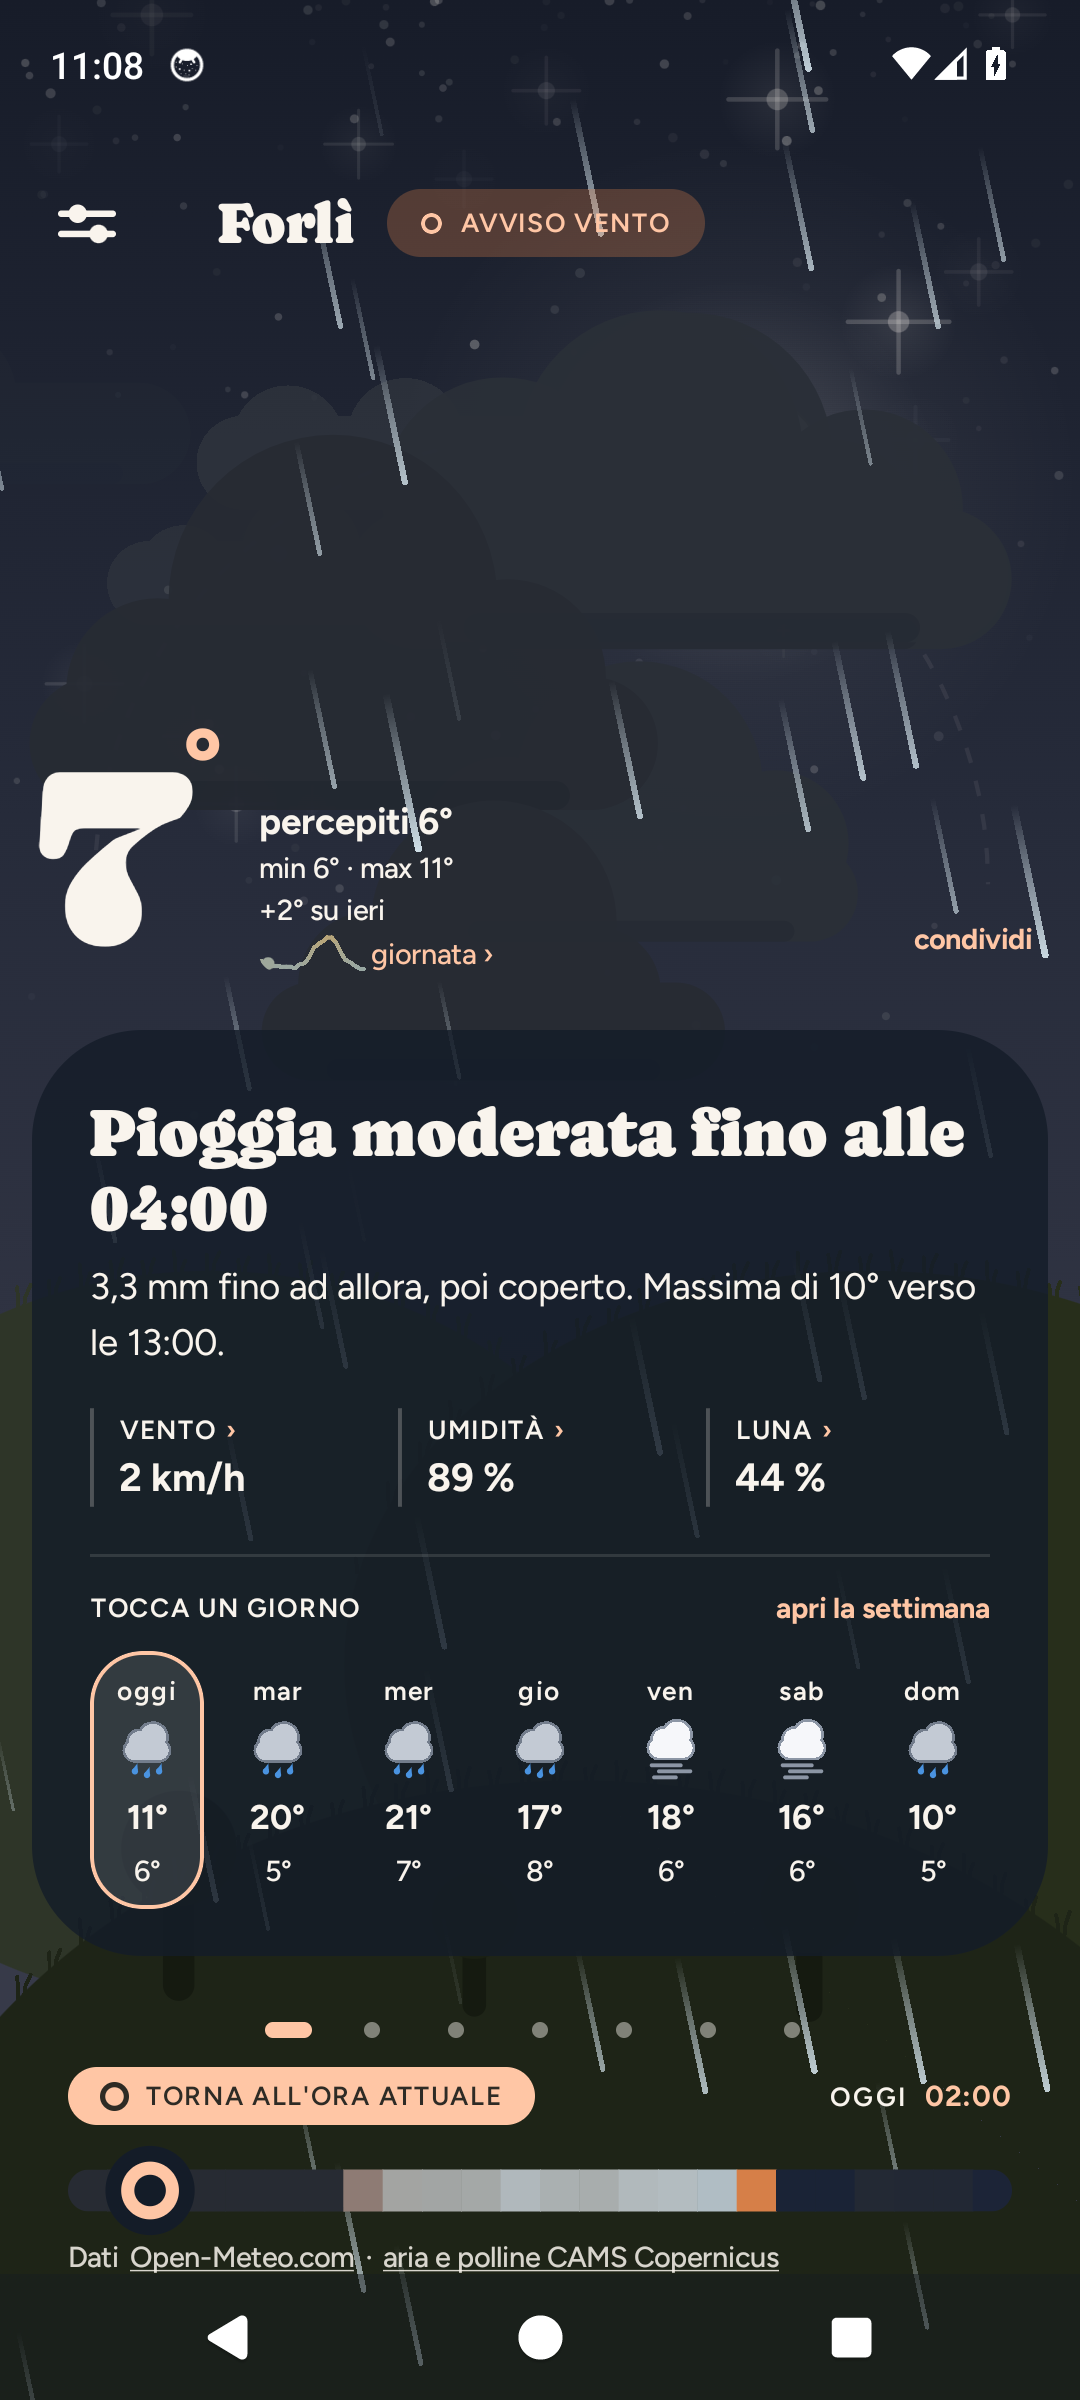 11:08
Forlì
AVVISO VENTO
7°
percepiti 6°
min 6° · max 11°
+2° su ieri
giornata ›
condividi
Pioggia moderata fino alle
04:00
3,3 mm fino ad allora, poi coperto. Massima di 10° verso
le 13:00.
VENTO › UMIDITÀ › LUNA ›
2 km/h 89 % 44 %
TOCCA UN GIORNO apri la settimana
oggi mar mer gio ven sab dom
11° 20° 21° 17° 18° 16° 10°
6° 5° 7° 8° 6° 6° 5°
TORNA ALL'ORA ATTUALE OGGI 02:00
Dati Open-Meteo.com · aria e polline CAMS Copernicus